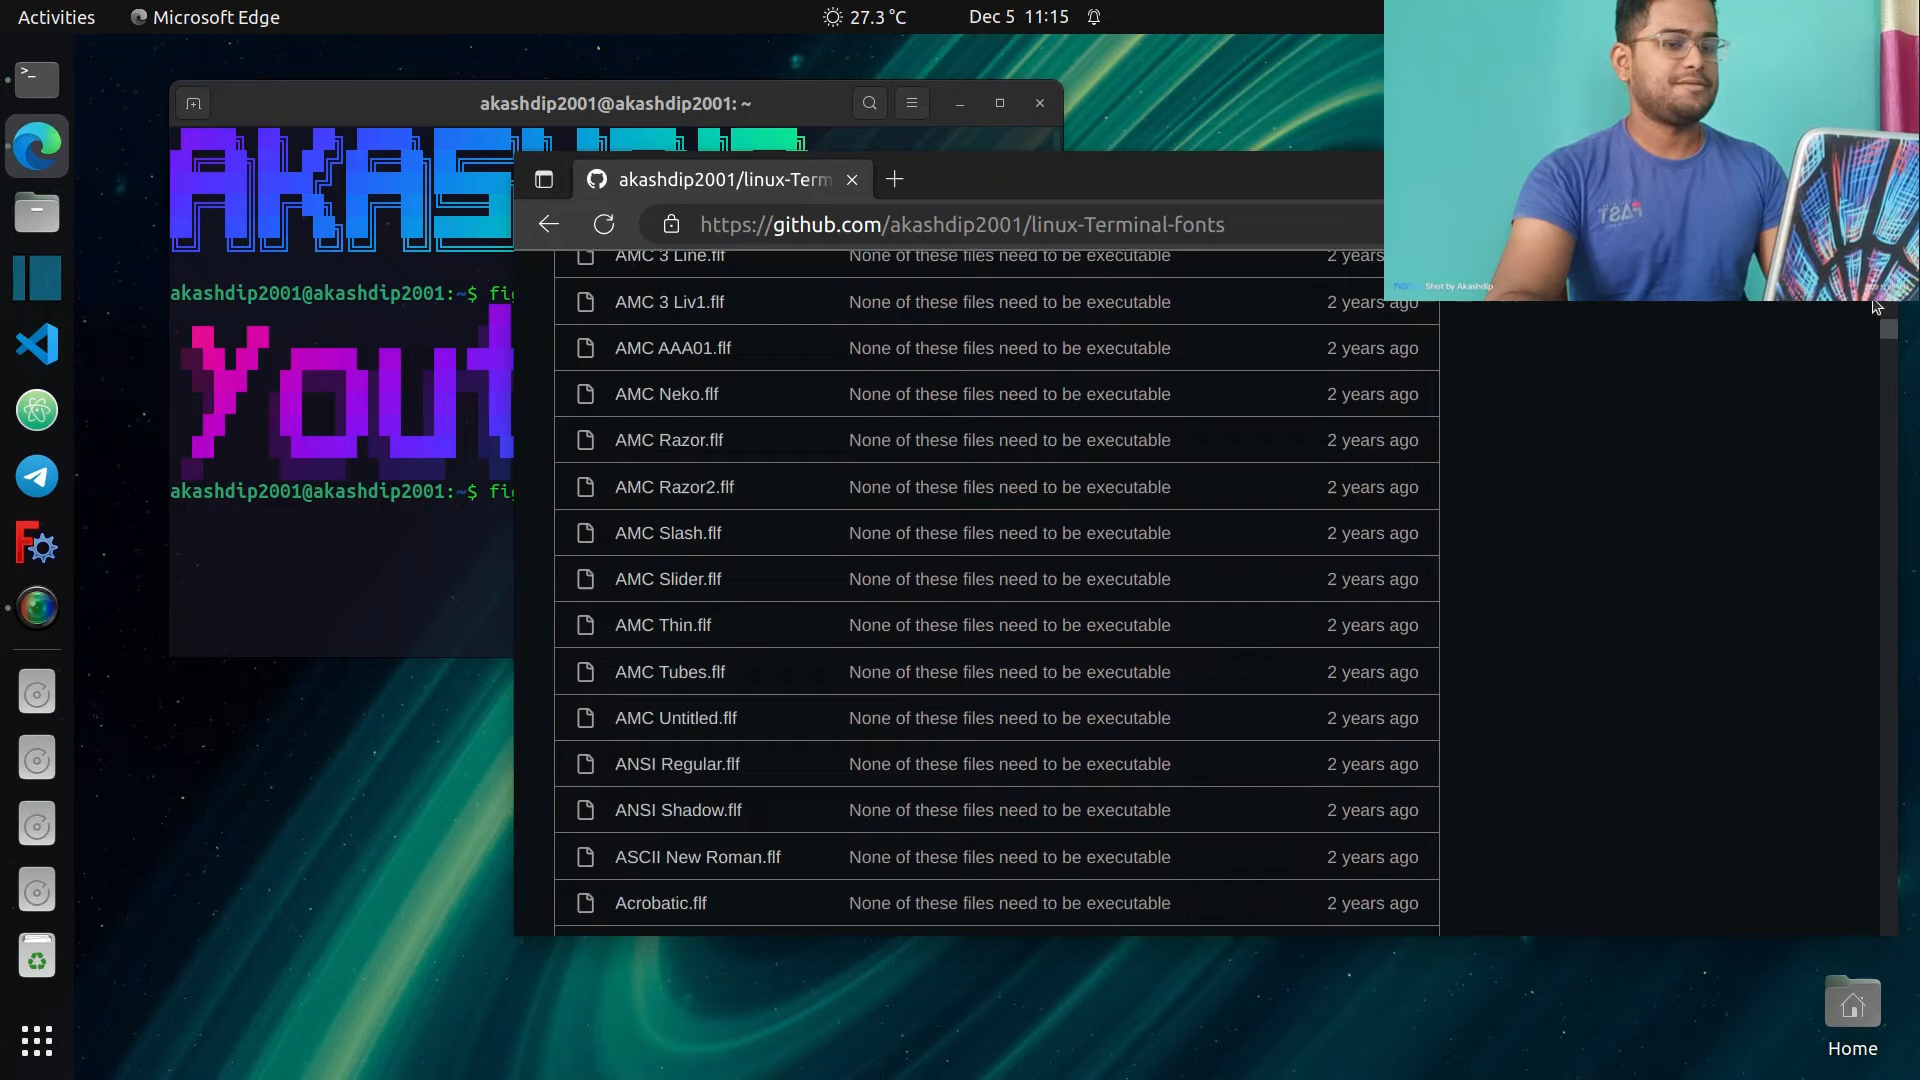 Activities
Microsoft Edge
27.3 °C
Dec 5 11:15
akashdip2001@akashdip2001: ~
akashdip2001/linux-Term
https://github.com/akashdip2001/linux-Terminal-fonts
akashdip2001@akashdip2001:~$ fi
You
akashdip2001@akashdip2001:~$ fi
AMC 3 Line.flf None of these files need to be executable 2 years
AMC 3 Liv1.flf None of these files need to be executable 2 years ago
AMC AAA01.flf None of these files need to be executable 2 years ago
AMC Neko.flf None of these files need to be executable 2 years ago
AMC Razor.flf None of these files need to be executable 2 years ago
AMC Razor2.flf None of these files need to be executable 2 years ago
AMC Slash.flf None of these files need to be executable 2 years ago
AMC Slider.flf None of these files need to be executable 2 years ago
AMC Thin.flf None of these files need to be executable 2 years ago
AMC Tubes.flf None of these files need to be executable 2 years ago
AMC Untitled.flf None of these files need to be executable 2 years ago
ANSI Regular.flf None of these files need to be executable 2 years ago
ANSI Shadow.flf None of these files need to be executable 2 years ago
ASCII New Roman.flf None of these files need to be executable 2 years ago
Acrobatic.flf None of these files need to be executable 2 years ago
FAST
Shot by Akashdip
Home